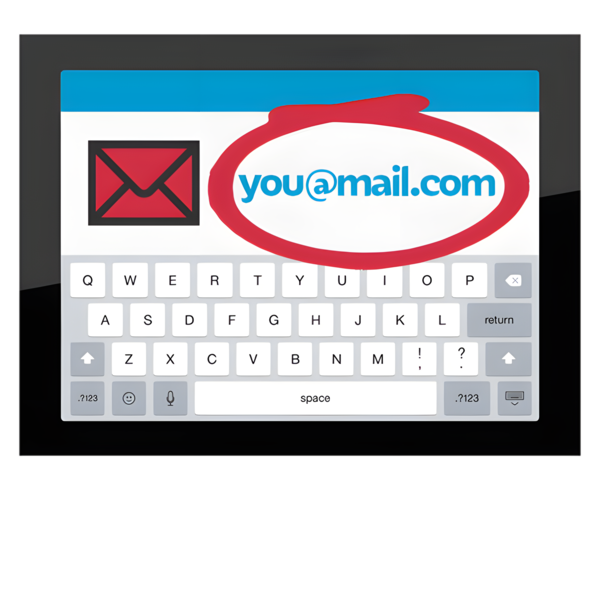 you@mail.com
Q W E R T Y U I O P
A S D F G H J K L return
Z X C V B N M ! , ? .
.?123 space .?123